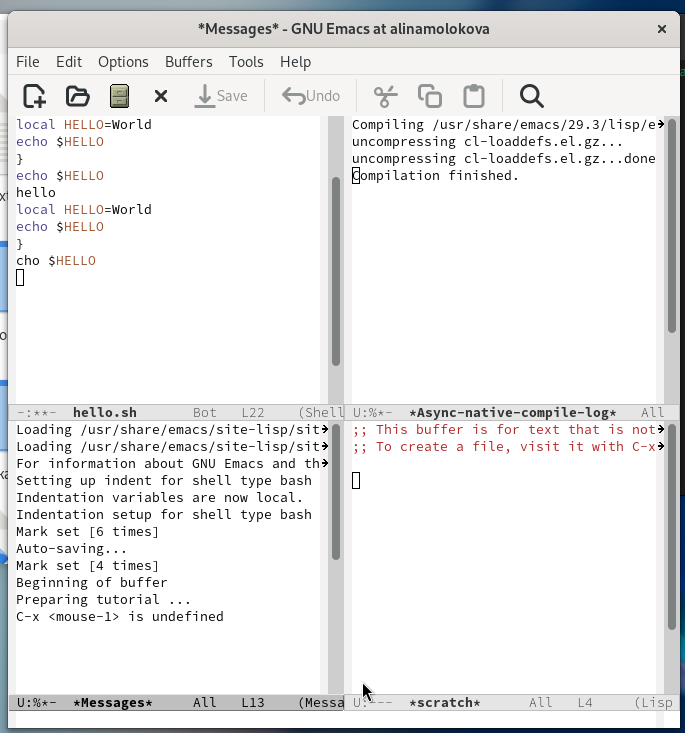 *Messages* - GNU Emacs at alinamolokova
File Edit Options Buffers Tools Help
Save Undo
local HELLO=World
echo $HELLO
}
echo $HELLO
hello
local HELLO=World
echo $HELLO
}
cho $HELLO
-:**- hello.sh Bot L22 (Shell
Compiling /usr/share/emacs/29.3/lisp/e
uncompressing cl-loaddefs.el.gz...
uncompressing cl-loaddefs.el.gz...done
Compilation finished.
U:%*- *Async-native-compile-log* All
Loading /usr/share/emacs/site-lisp/sit
Loading /usr/share/emacs/site-lisp/sit
For information about GNU Emacs and th
Setting up indent for shell type bash
Indentation variables are now local.
Indentation setup for shell type bash
Mark set [6 times]
Auto-saving...
Mark set [4 times]
Beginning of buffer
Preparing tutorial ...
C-x <mouse-1> is undefined
U:%*- *Messages* All L13 (Messa
;; This buffer is for text that is not
;; To create a file, visit it with C-x
U:--- *scratch* All L4 (Lisp